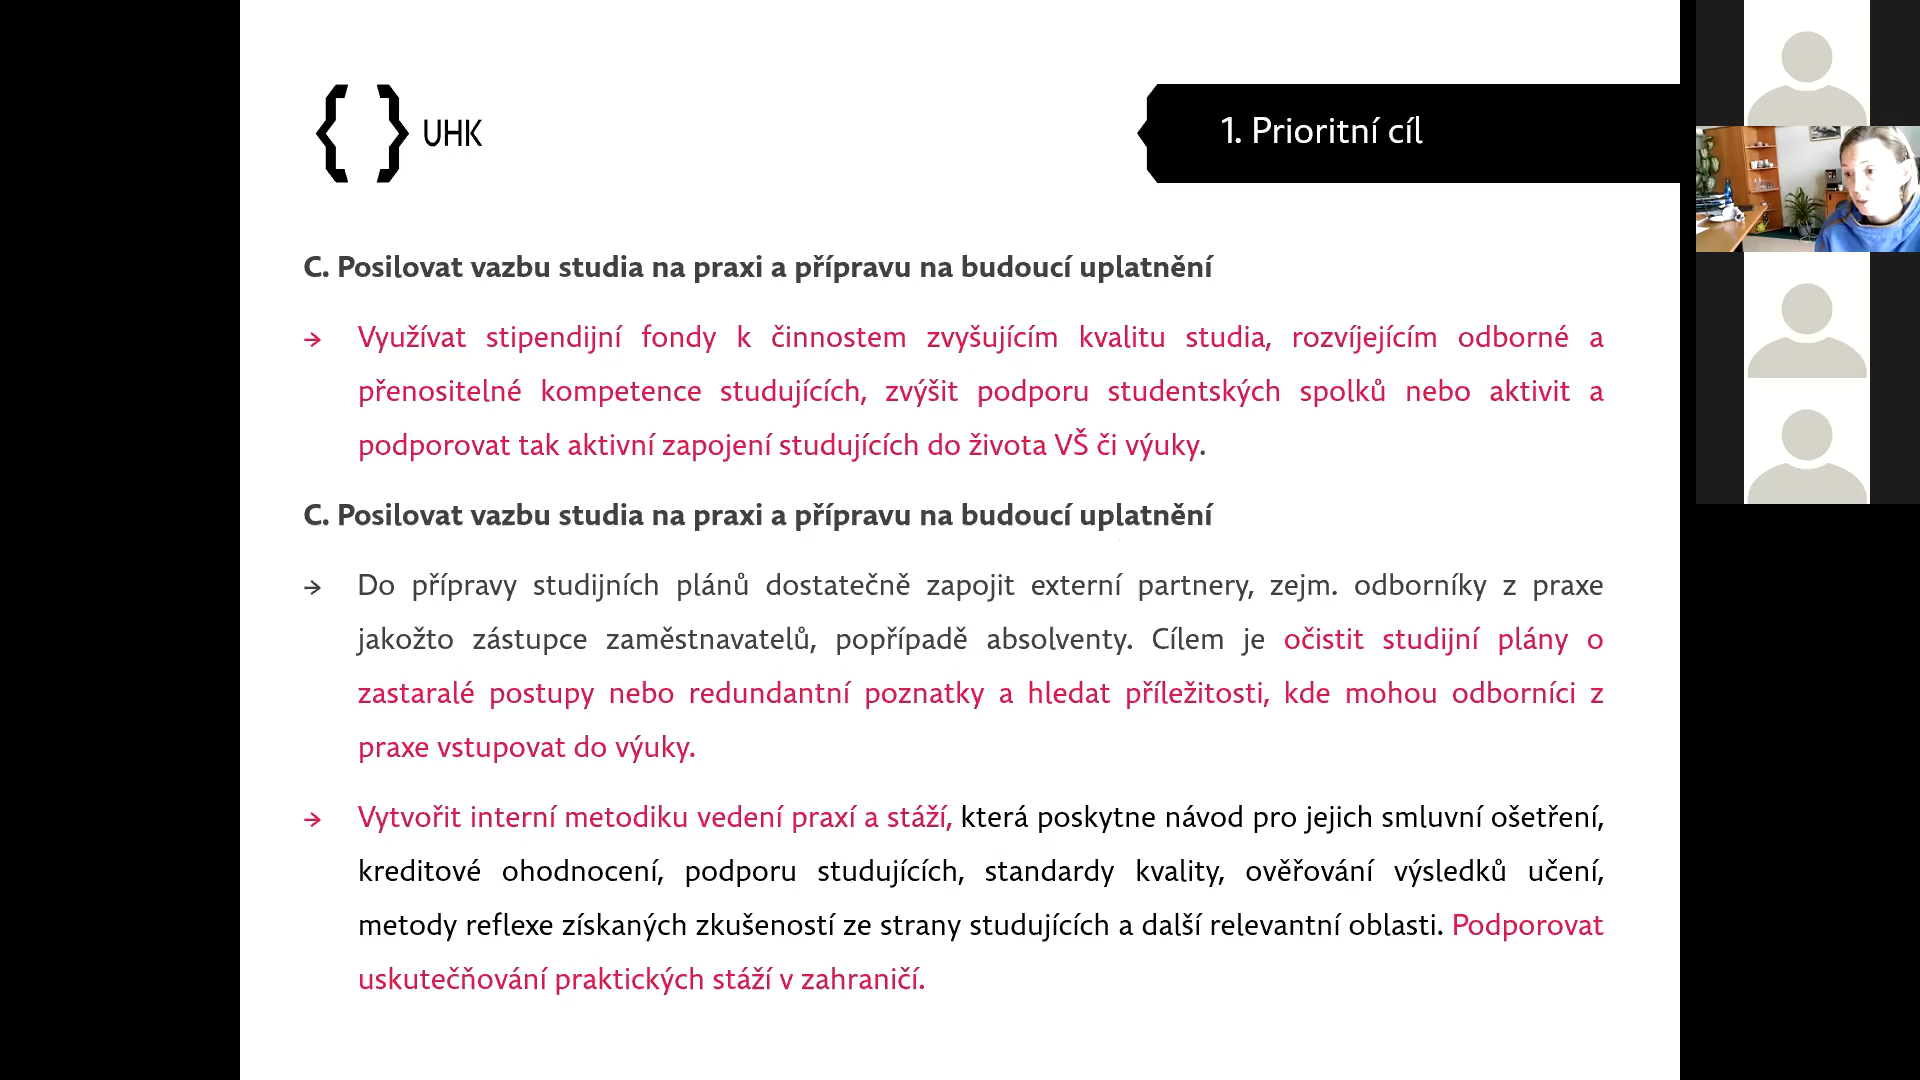 UHK
1. Prioritní cíl
C. Posilovat vazbu studia na praxi a přípravu na budoucí uplatnění
→ Využívat stipendijní fondy k činnostem zvyšujícím kvalitu studia, rozvíjejícím odborné a
přenositelné kompetence studujících, zvýšit podporu studentských spolků nebo aktivit a
podporovat tak aktivní zapojení studujících do života VŠ či výuky.
C. Posilovat vazbu studia na praxi a přípravu na budoucí uplatnění
→ Do přípravy studijních plánů dostatečně zapojit externí partnery, zejm. odborníky z praxe
jakožto zástupce zaměstnavatelů, popřípadě absolventy. Cílem je očistit studijní plány o
zastaralé postupy nebo redundantní poznatky a hledat příležitosti, kde mohou odborníci z
praxe vstupovat do výuky.
→ Vytvořit interní metodiku vedení praxí a stáží, která poskytne návod pro jejich smluvní ošetření,
kreditové ohodnocení, podporu studujících, standardy kvality, ověřování výsledků učení,
metody reflexe získaných zkušeností ze strany studujících a další relevantní oblasti. Podporovat
uskutečňování praktických stáží v zahraničí.